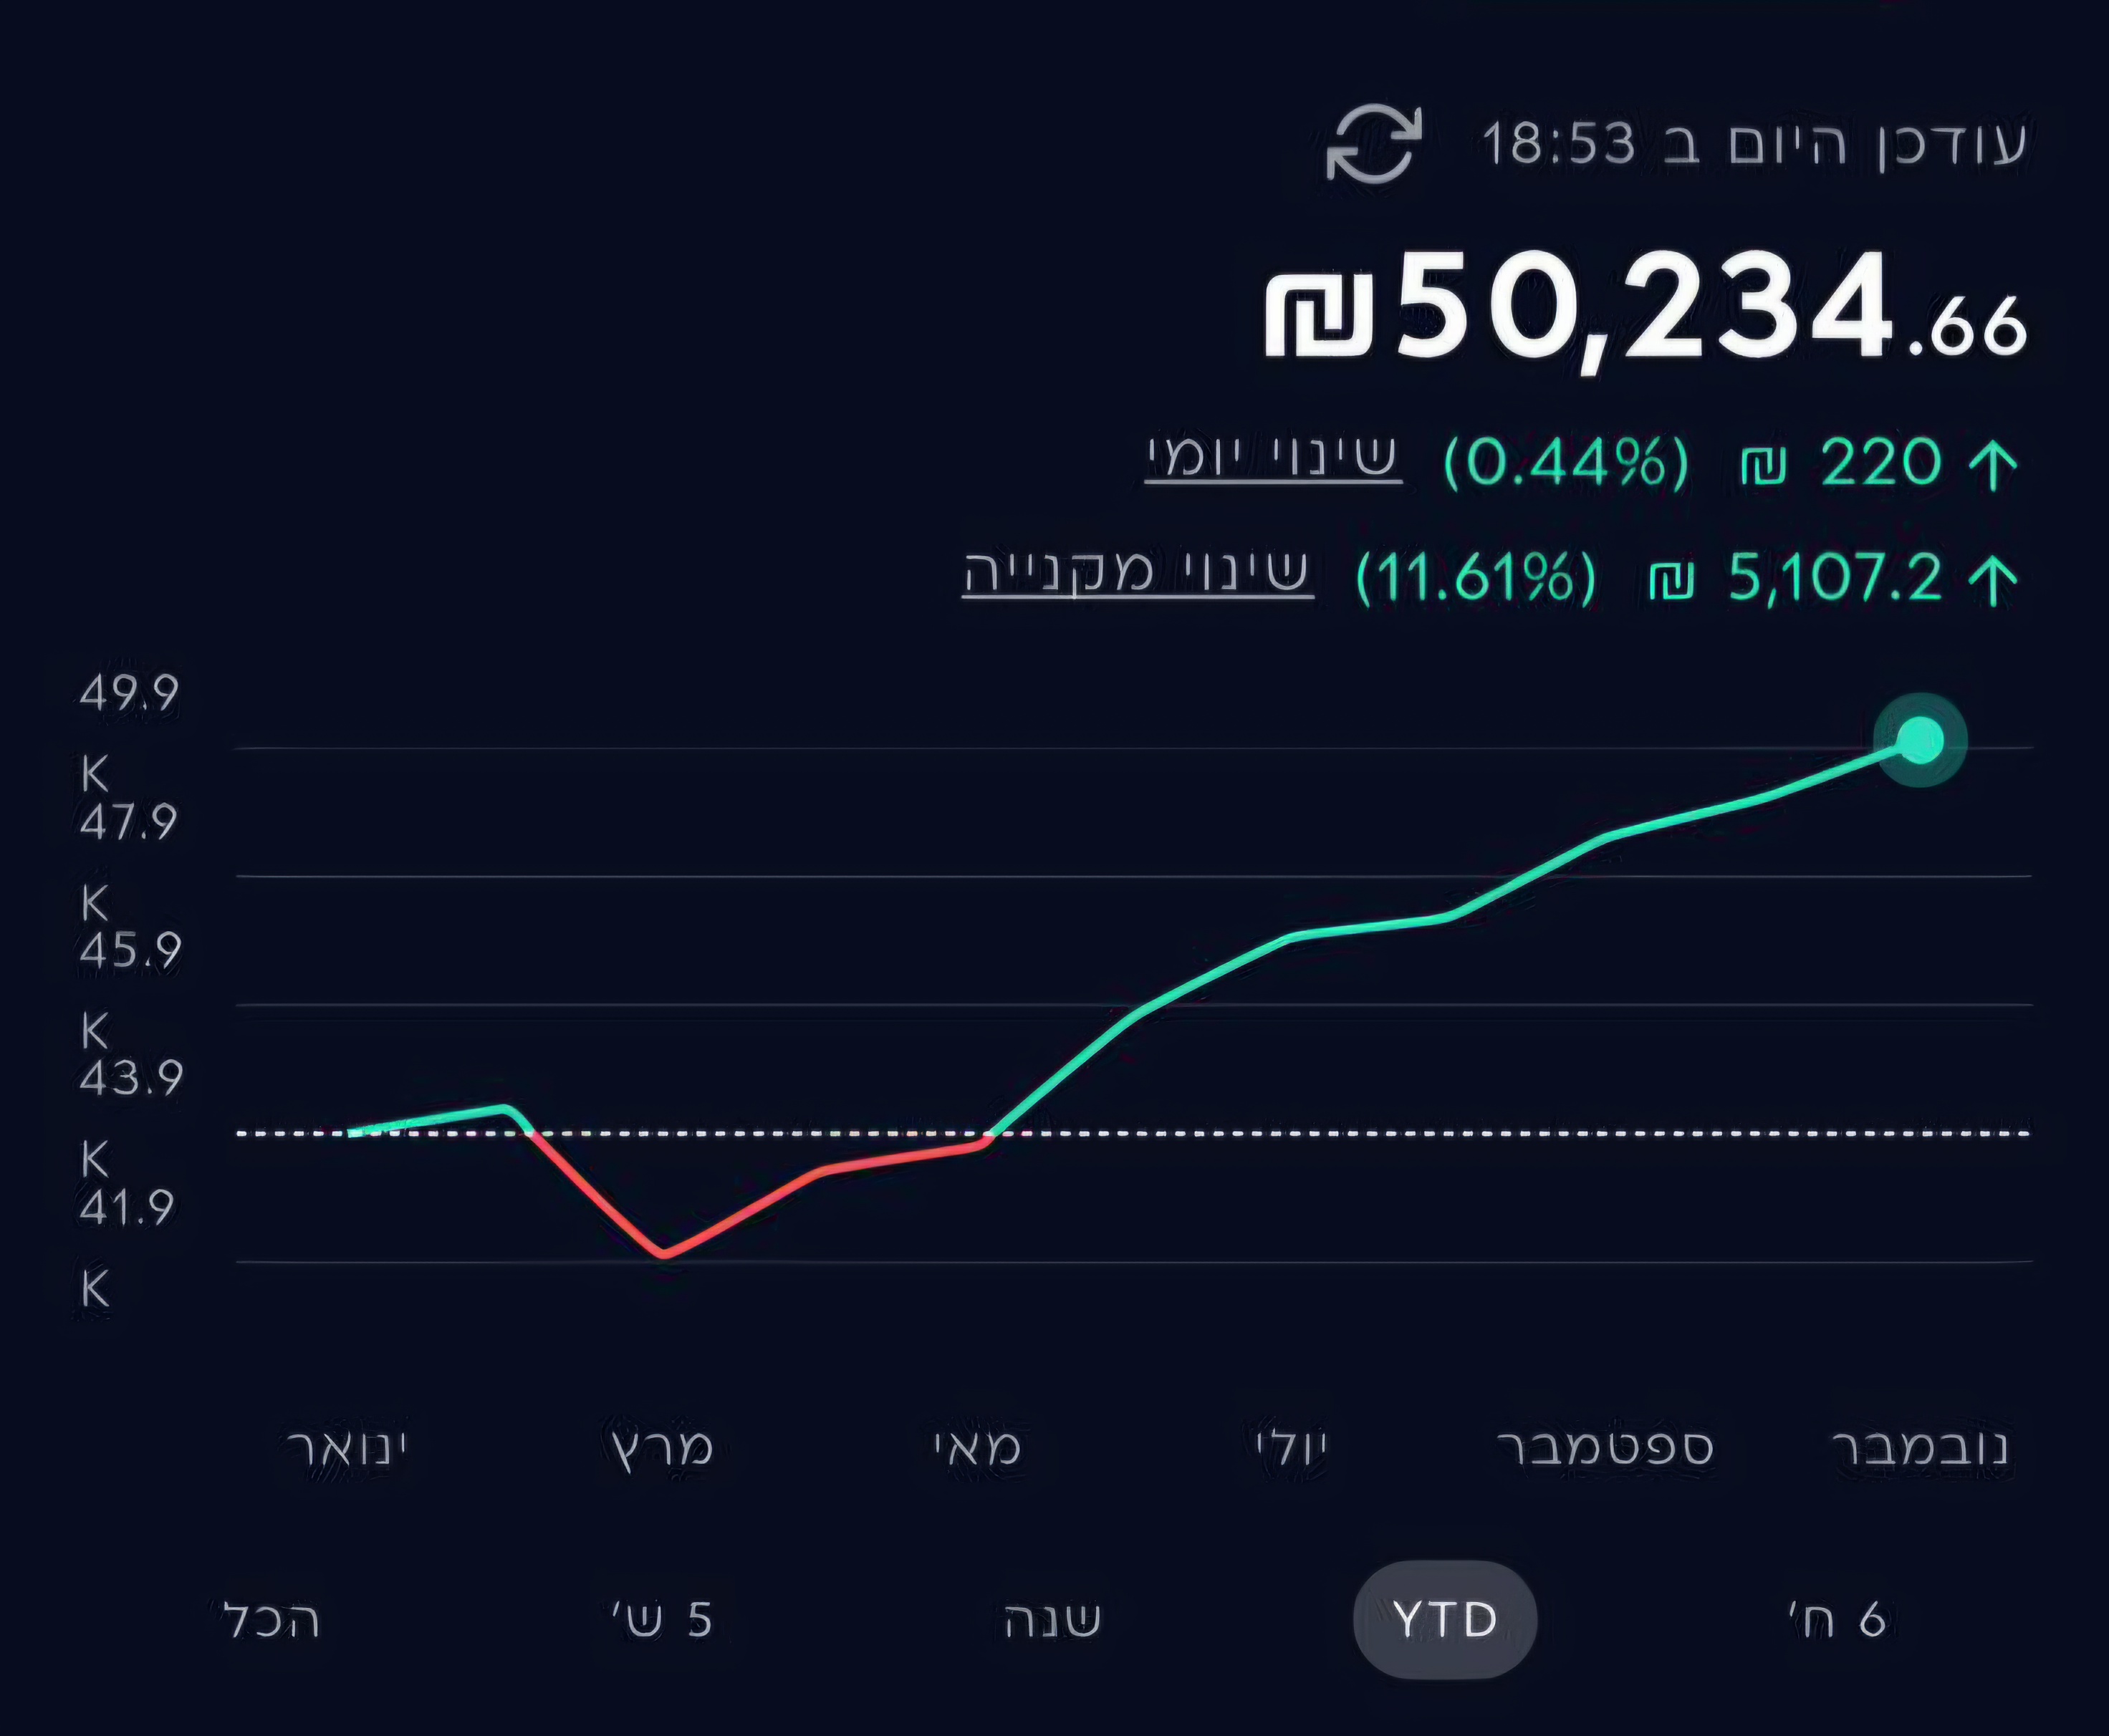 עודכן היום ב 18:53
₪50,234.66
↑ 220 ₪ (0.44%) שינוי יומי
↑ 5,107.2 ₪ (11.61%) שינוי מקנייה
49.9
K
47.9
K
45.9
K
43.9
K
41.9
K
ינואר מרץ מאי יולי ספטמבר נובמבר
6 ח' YTD שנה 5 ש' הכל